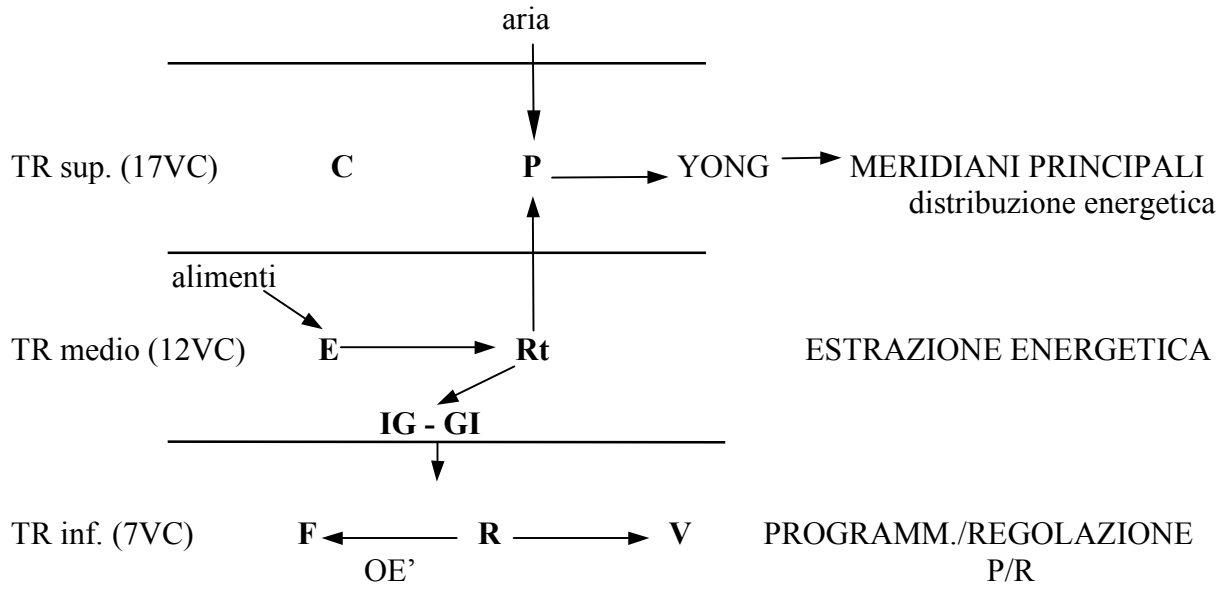 aria
TR sup. (17VC) C P YONG MERIDIANI PRINCIPALI
distribuzione energetica
alimenti
TR medio (12VC) E Rt ESTRAZIONE ENERGETICA
IG - GI
TR inf. (7VC) F R V PROGRAMM./REGOLAZIONE
OE' P/R